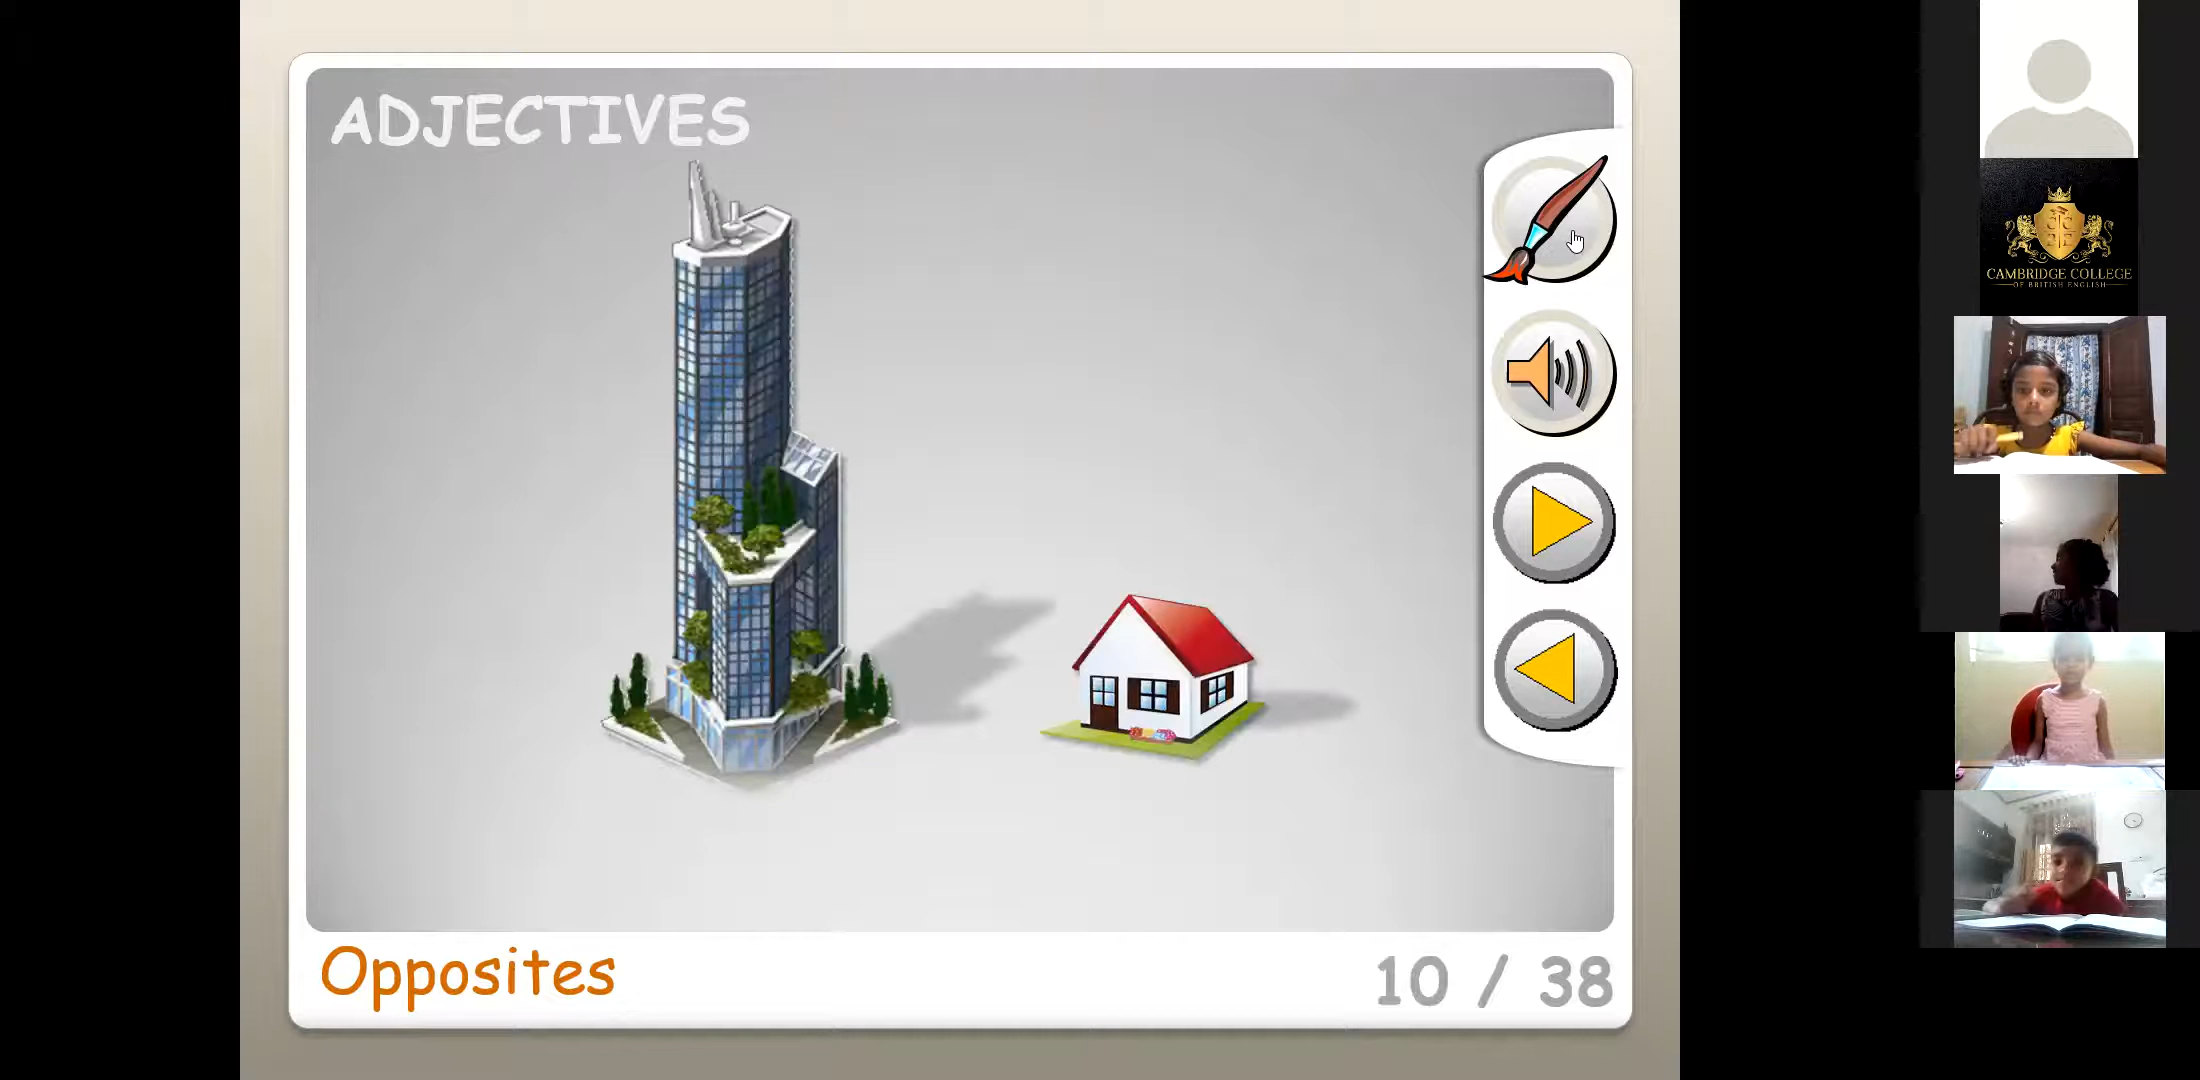 ADJECTIVES
Opposites
10 / 38
CAMBRIDGE COLLEGE
OF BRITISH ENGLISH